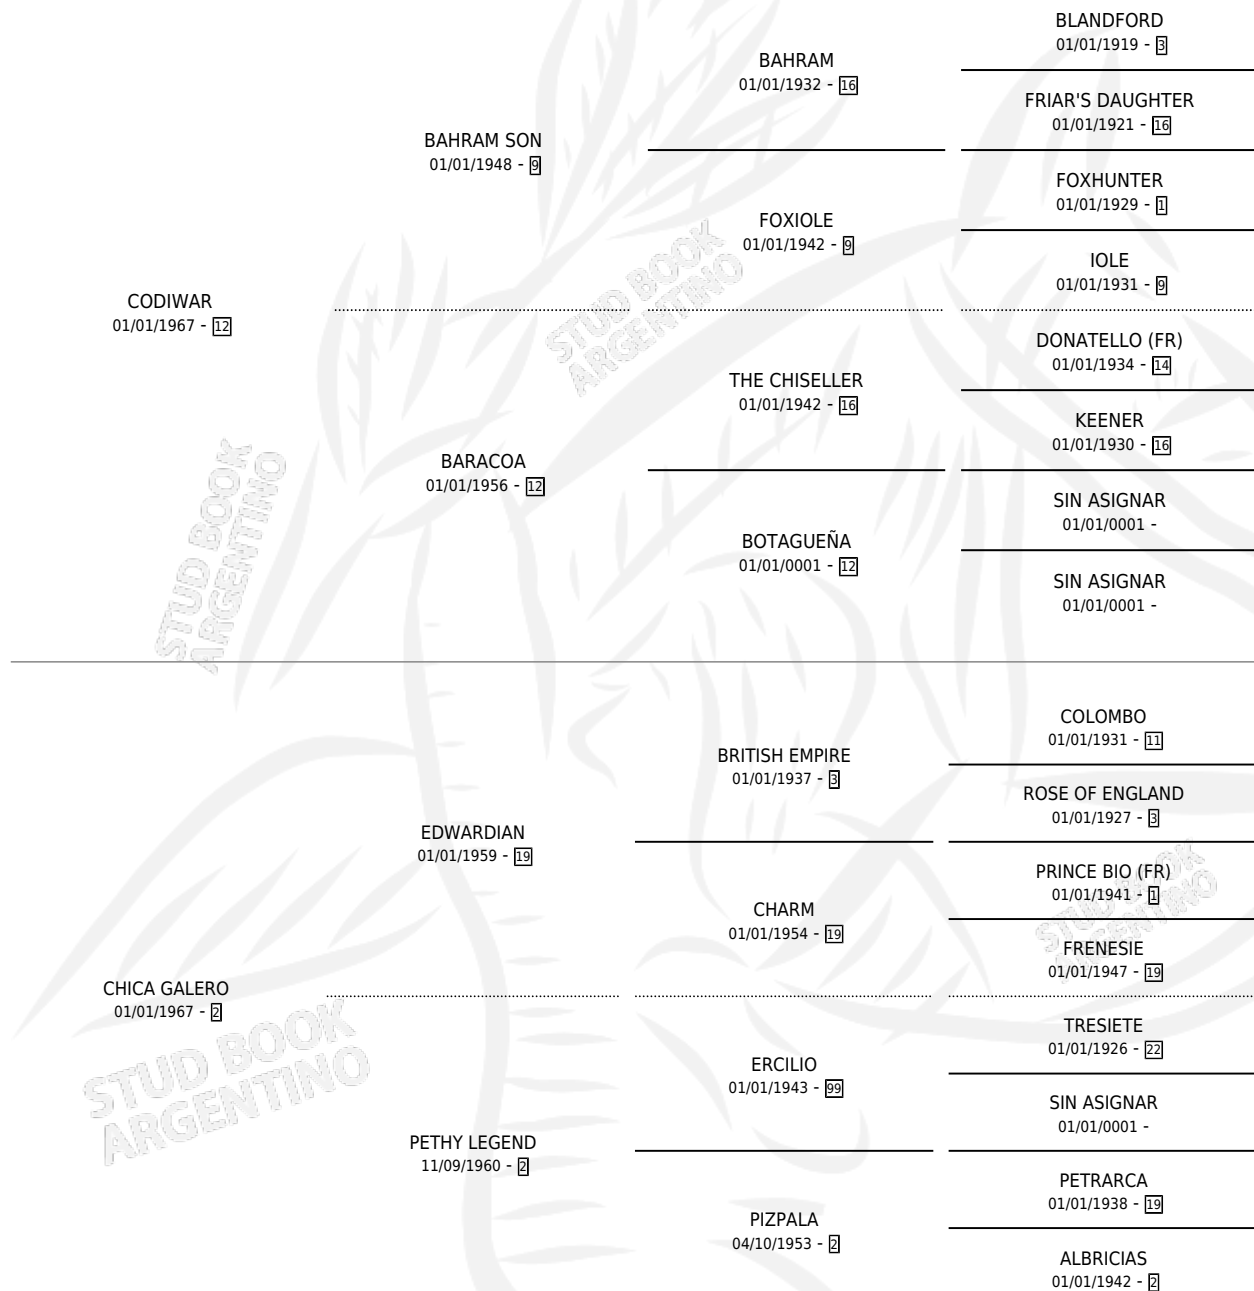 BLANDFORD
01/01/1919 - 3
BAHRAM
01/01/1932 - 16
FRIAR'S DAUGHTER
01/01/1921 - 16
BAHRAM SON
01/01/1948 - 9
FOXHUNTER
01/01/1929 - 1
FOXIOLE
01/01/1942 - 9
IOLE
01/01/1931 - 9
CODIWAR
01/01/1967 - 12
DONATELLO (FR)
01/01/1934 - 14
THE CHISELLER
01/01/1942 - 16
KEENER
01/01/1930 - 16
BARACOA
01/01/1956 - 12
SIN ASIGNAR
01/01/0001 -
BOTAGUEÑA
01/01/0001 - 12
SIN ASIGNAR
01/01/0001 -
COLOMBO
01/01/1931 - 11
BRITISH EMPIRE
01/01/1937 - 3
ROSE OF ENGLAND
01/01/1927 - 3
EDWARDIAN
01/01/1959 - 19
PRINCE BIO (FR)
01/01/1941 - 1
CHARM
01/01/1954 - 19
FRENESIE
01/01/1947 - 19
CHICA GALERO
01/01/1967 - 2
TRESIETE
01/01/1926 - 22
ERCILIO
01/01/1943 - 99
SIN ASIGNAR
01/01/0001 -
PETHY LEGEND
11/09/1960 - 2
PETRARCA
01/01/1938 - 19
PIZPALA
04/10/1953 - 2
ALBRICIAS
01/01/1942 - 2
STUD BOOK
ARGENTINO
STUD BOOK
ARGENTINO
STUD BOOK
ARGENTINO
STUD BOOK
ARGENTINO